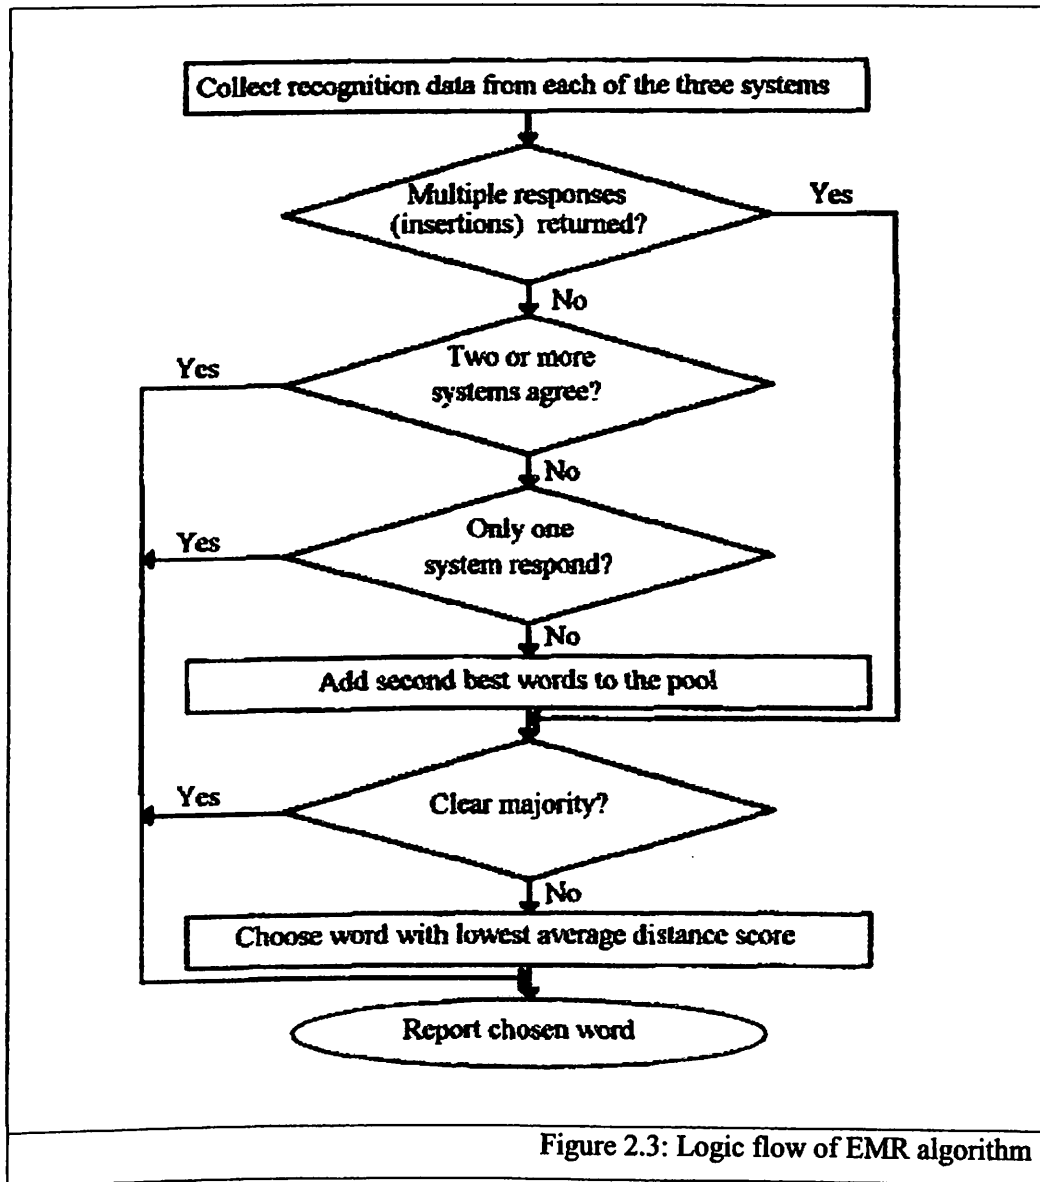 Collect recognition data from each of the three systems
Multiple responses
(insertions) returned?
Yes
No
Two or more
systems agree?
Yes
No
Only one
system respond?
Yes
No
Add second best words to the pool
Clear majority?
Yes
No
Choose word with lowest average distance score
Report chosen word
Figure 2.3: Logic flow of EMR algorithm